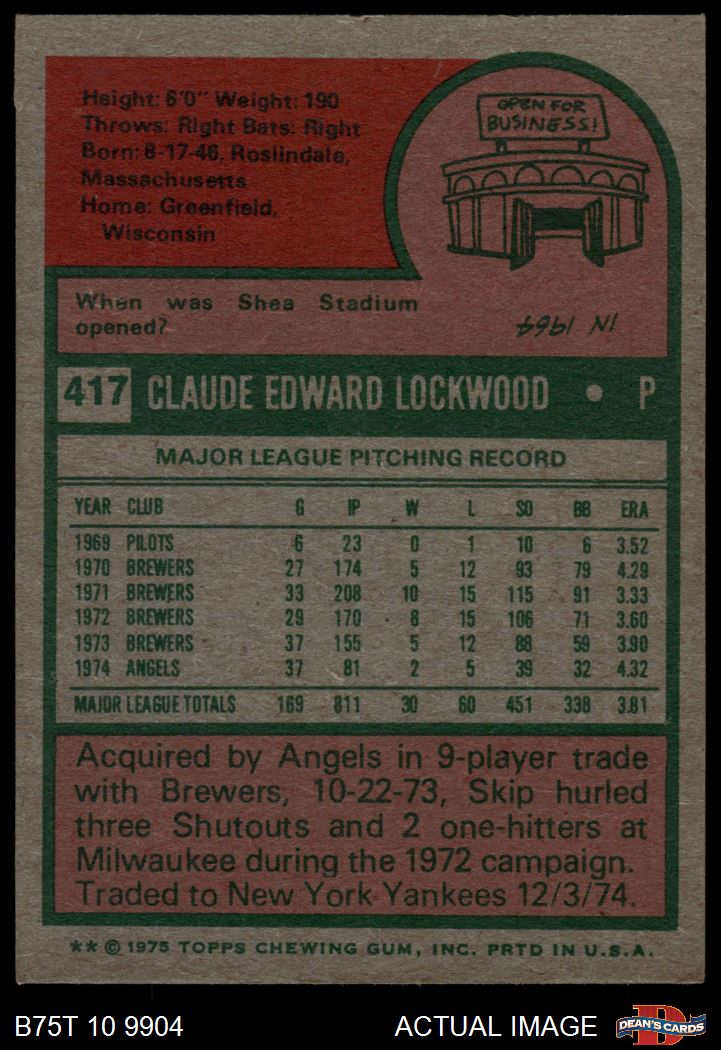 Height: 6'0" Weight: 190
Throws: Right Bats: Right
Born: 8-17-46, Roslindale,
Massachusetts
Home: Greenfield,
Wisconsin
OPEN FOR
BUSINESS!
When was Shea Stadium
opened?
IN 1964
417 CLAUDE EDWARD LOCKWOOD • P
MAJOR LEAGUE PITCHING RECORD
YEAR CLUB G IP W L SO BB ERA
1969 PILOTS 6 23 0 1 10 6 3.52
1970 BREWERS 27 174 5 12 93 79 4.29
1971 BREWERS 33 208 10 15 115 91 3.33
1972 BREWERS 29 170 8 15 106 71 3.60
1973 BREWERS 37 155 5 12 88 59 3.90
1974 ANGELS 37 81 2 5 39 32 4.32
MAJOR LEAGUE TOTALS 169 811 30 60 451 338 3.81
Acquired by Angels in 9-player trade
with Brewers, 10-22-73, Skip hurled
three Shutouts and 2 one-hitters at
Milwaukee during the 1972 campaign.
Traded to New York Yankees 12/3/74.
** © 1975 TOPPS CHEWING GUM, INC. PRTD IN U.S.A.
B75T 10 9904 ACTUAL IMAGE
D
DEAN'S CARDS